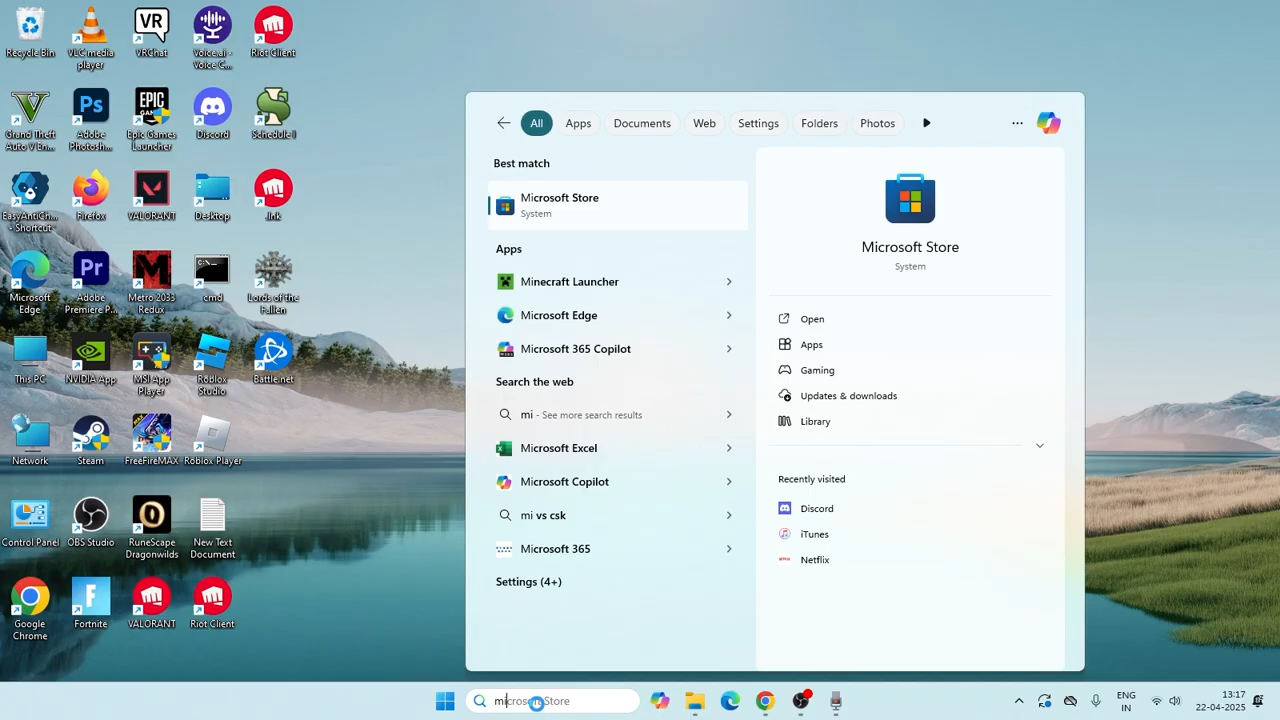 Recycle Bin
VLC media
player
VRChat
Voice.ai -
Voice C...
Riot Client
Grand Theft
Auto V En...
Adobe
Photosh...
Epic Games
Launcher
Discord
Schedule I
EasyAntiCh...
- Shortcut
Firefox
VALORANT
Desktop
.lnk
Microsoft
Edge
Adobe
Premiere P...
Metro 2033
Redux
cmd
Lords of the
Fallen
This PC
NVIDIA App
MSI App
Player
Roblox
Studio
Battle.net
Network
Steam
FreeFireMAX
Roblox Player
Control Panel
OBS Studio
RuneScape
Dragonwilds
New Text
Document
Google
Chrome
Fortnite
VALORANT
Riot Client
All
Apps
Documents
Web
Settings
Folders
Photos
Best match
Microsoft Store
System
Apps
Minecraft Launcher
Microsoft Edge
Microsoft 365 Copilot
Search the web
mi - See more search results
Microsoft Excel
Microsoft Copilot
mi vs csk
Microsoft 365
Settings (4+)
Microsoft Store
System
Open
Apps
Gaming
Updates & downloads
Library
Recently visited
Discord
iTunes
Netflix
microsoft Store
ENG
IN
13:17
22-04-2025